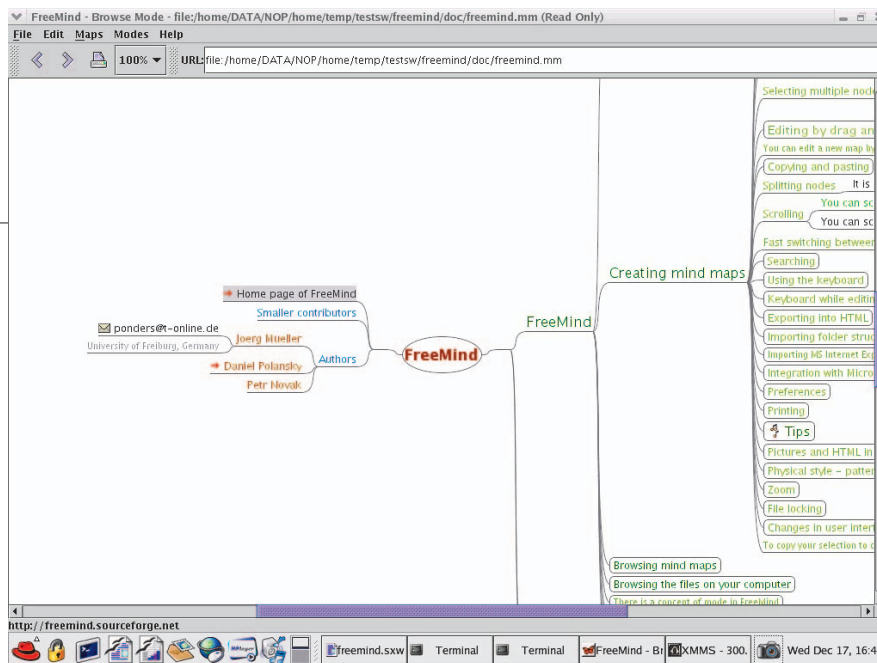 FreeMind - Browse Mode - file:/home/DATA/NOP/home/temp/testsw/freemind/doc/freemind.mm (Read Only)
File Edit Maps Modes Help
100% URL: file:/home/DATA/NOP/home/temp/testsw/freemind/doc/freemind.mm
Home page of FreeMind
Smaller contributors
ponders@t-online.de
University of Freiburg, Germany
Joerg Mueller
Daniel Polansky
Petr Novak
Authors
FreeMind
FreeMind
Creating mind maps
Selecting multiple nod
Editing by drag an
You can edit a new map by
Copying and pasting
Splitting nodes It is
You can sc
Scrolling
You can sc
Fast switching between
Searching
Using the keyboard
Keyboard while editin
Exporting into HTML
Importing folder struc
Importing MS Internet Exp
Integration with Micro
Preferences
Printing
Tips
Pictures and HTML in
Physical style - patter
Zoom
File locking
Changes in user interf
To copy your selection to c
Browsing mind maps
Browsing the files on your computer
There is a concept of mode in FreeMind
http://freemind.sourceforge.net
freemind.sxw Terminal Terminal FreeMind - Br XMMS - 300. Wed Dec 17, 16:4